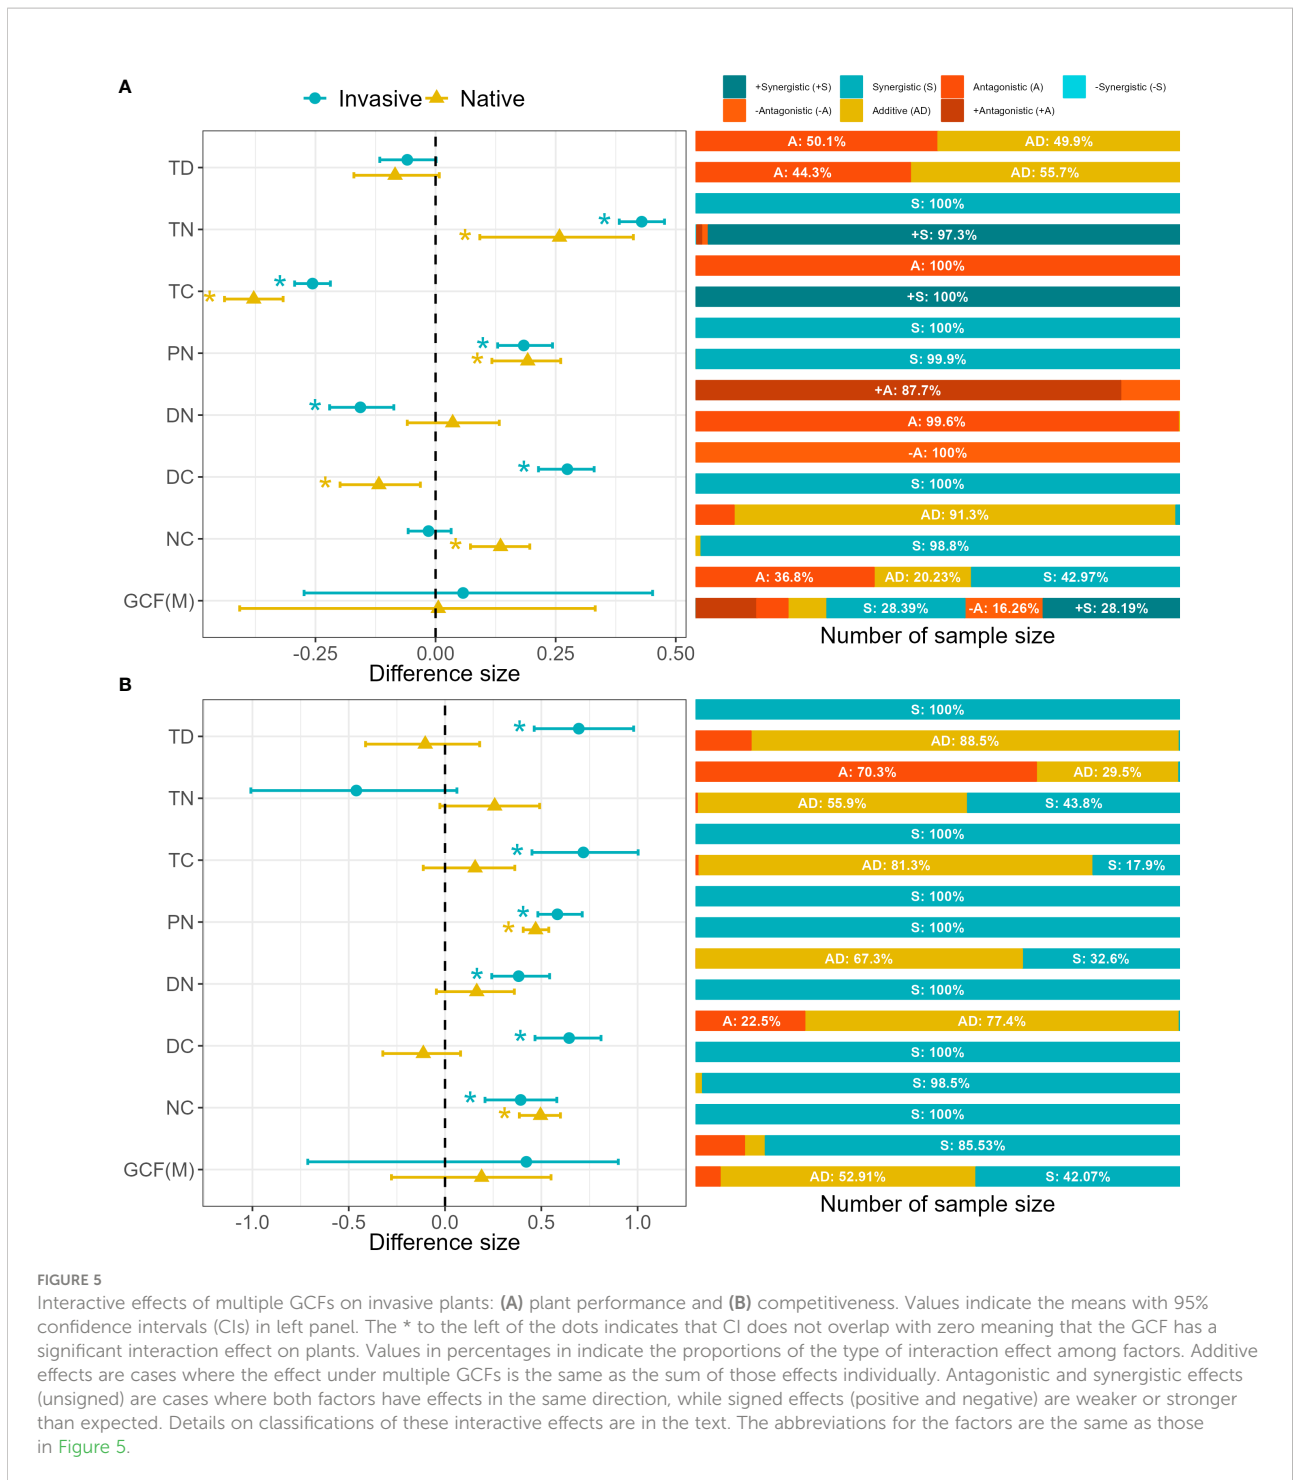 A
Invasive Native
+Synergistic (+S) Synergistic (S) Antagonistic (A) -Synergistic (-S)
-Antagonistic (-A) Additive (AD) +Antagonistic (+A)
TD
TN
TC
PN
DN
DC
NC
GCF(M)
* * * * * * * * * *
-0.25 0.00 0.25 0.50
Difference size
A: 50.1% AD: 49.9%
A: 44.3% AD: 55.7%
S: 100%
+S: 97.3%
A: 100%
+S: 100%
S: 100%
S: 99.9%
+A: 87.7%
A: 99.6%
-A: 100%
S: 100%
AD: 91.3%
S: 98.8%
A: 36.8% AD: 20.23% S: 42.97%
S: 28.39% -A: 16.26% +S: 28.19%
Number of sample size
B
TD
TN
TC
PN
DN
DC
NC
GCF(M)
* * * * * * * *
-1.0 -0.5 0.0 0.5 1.0
Difference size
S: 100%
AD: 88.5%
A: 70.3% AD: 29.5%
AD: 55.9% S: 43.8%
S: 100%
AD: 81.3% S: 17.9%
S: 100%
S: 100%
AD: 67.3% S: 32.6%
S: 100%
A: 22.5% AD: 77.4%
S: 100%
S: 98.5%
S: 100%
S: 85.53%
AD: 52.91% S: 42.07%
Number of sample size
FIGURE 5
Interactive effects of multiple GCFs on invasive plants: (A) plant performance and (B) competitiveness. Values indicate the means with 95%
confidence intervals (CIs) in left panel. The * to the left of the dots indicates that CI does not overlap with zero meaning that the GCF has a
significant interaction effect on plants. Values in percentages in indicate the proportions of the type of interaction effect among factors. Additive
effects are cases where the effect under multiple GCFs is the same as the sum of those effects individually. Antagonistic and synergistic effects
(unsigned) are cases where both factors have effects in the same direction, while signed effects (positive and negative) are weaker or stronger
than expected. Details on classifications of these interactive effects are in the text. The abbreviations for the factors are the same as those
in Figure 5.